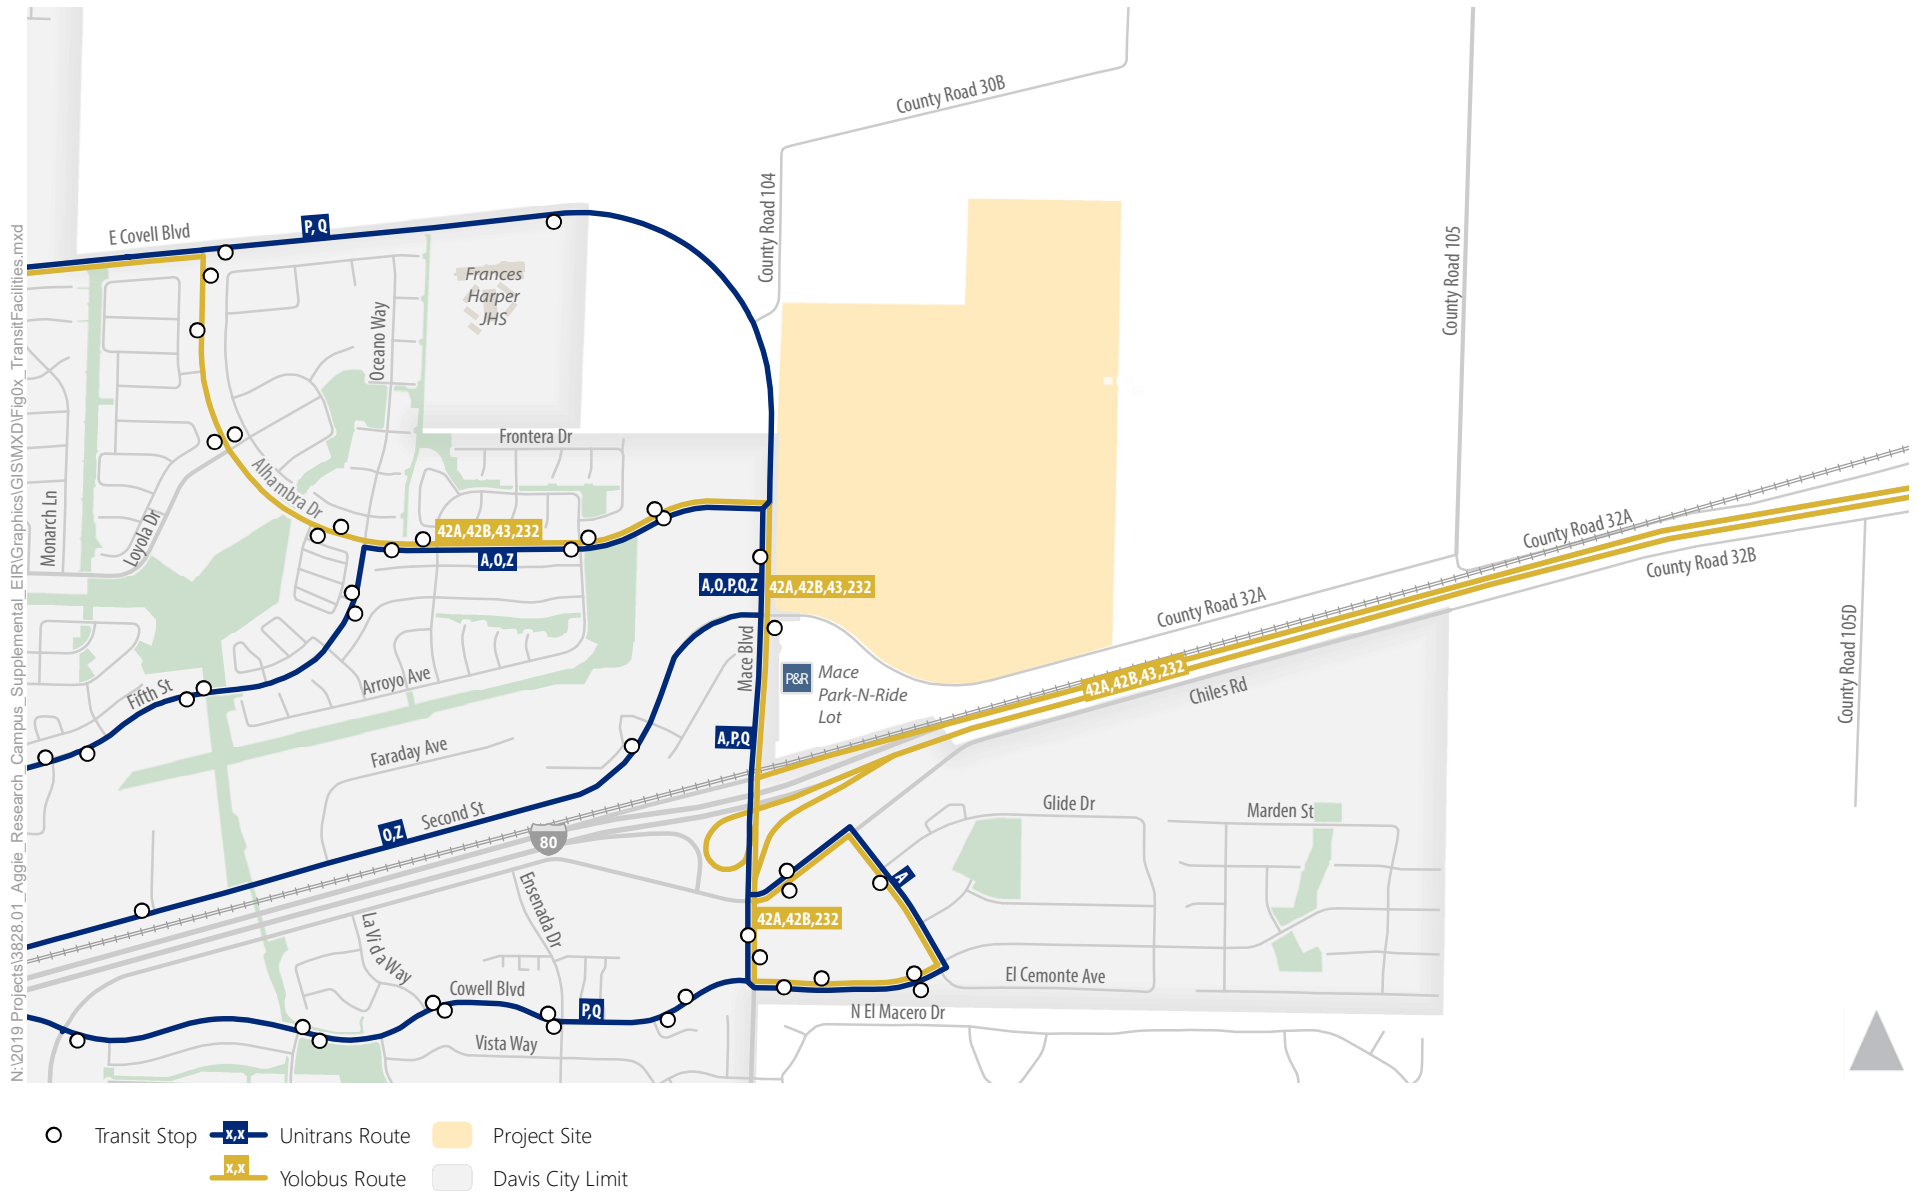 N:\2019 Projects\3828.01_Aggie_Research_Campus_Supplemental_EIR\Graphics\GIS\MXD\Fig0x_TransitFacilities.mxd
County Road 30B
County Road 104
E Covell Blvd
P, Q
Frances
Harper
JHS
Oceano Way
County Road 105
Frontera Dr
Alhambra Dr
Monarch Ln
Loyola Dr
42A,42B,43,232
A,O,Z
A,O,P,Q,Z
42A,42B,43,232
County Road 32A
County Road 32B
County Road 32A
County Road 105D
Mace Blvd
P&R
Mace
Park-N-Ride
Lot
42A,42B,43,232
Chiles Rd
Fifth St
Arroyo Ave
Faraday Ave
A,P,Q
Second St
O,Z
80
Glide Dr
Marden St
A
Ensenada Dr
La Vi d a Way
42A,42B,232
El Cemonte Ave
Cowell Blvd
P,Q
N El Macero Dr
Vista Way
Transit Stop
x,x
Unitrans Route
Project Site
x,x
Yolobus Route
Davis City Limit